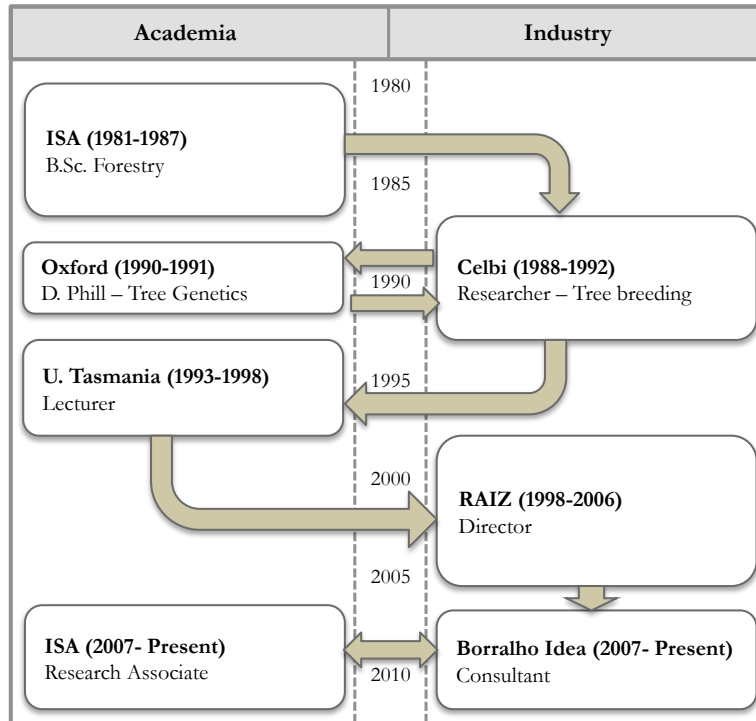 Academia
Industry
1980
ISA (1981-1987)
B.Sc. Forestry
1985
Oxford (1990-1991)
D. Phill – Tree Genetics
1990
Celbi (1988-1992)
Researcher – Tree breeding
U. Tasmania (1993-1998)
Lecturer
1995
2000
RAIZ (1998-2006)
Director
2005
ISA (2007- Present)
Research Associate
2010
Borralho Idea (2007- Present)
Consultant